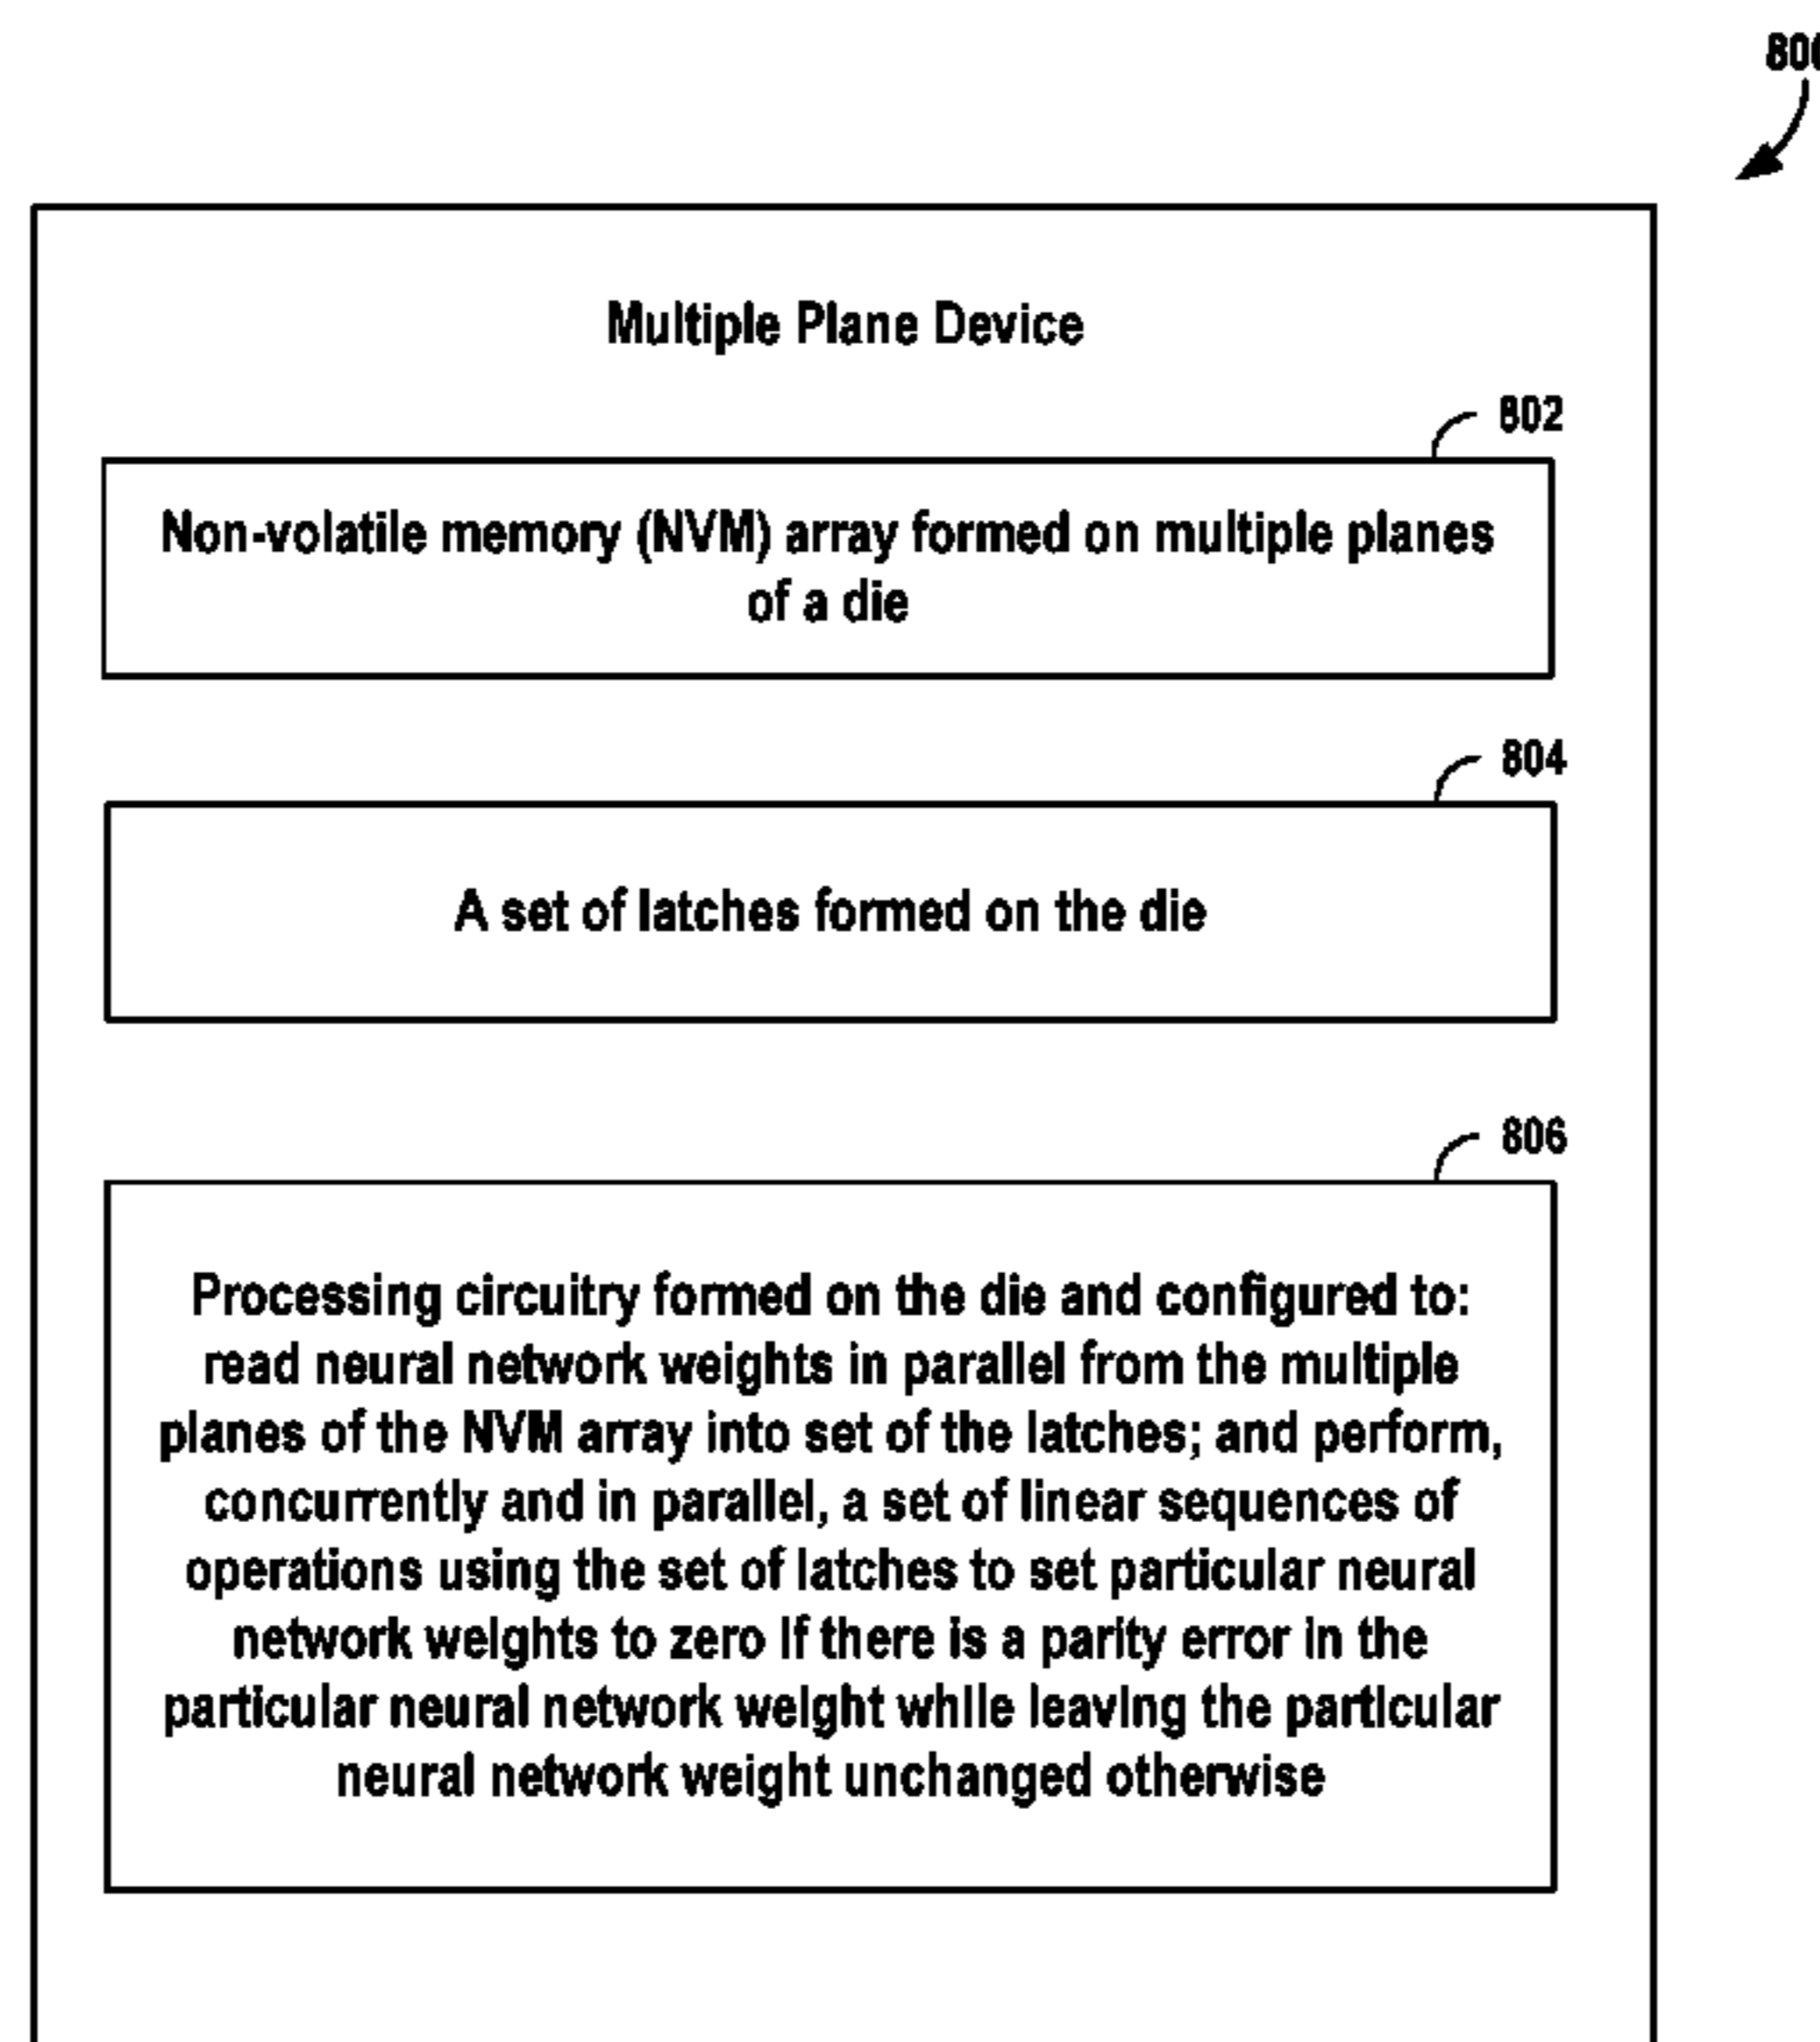 800
Multiple Plane Device
802
Non-volatile memory (NVM) array formed on multiple planes
of a die
804
A set of latches formed on the die
806
Processing circuitry formed on the die and configured to:
read neural network weights in parallel from the multiple
planes of the NVM array into set of the latches; and perform,
concurrently and in parallel, a set of linear sequences of
operations using the set of latches to set particular neural
network weights to zero if there is a parity error in the
particular neural network weight while leaving the particular
neural network weight unchanged otherwise